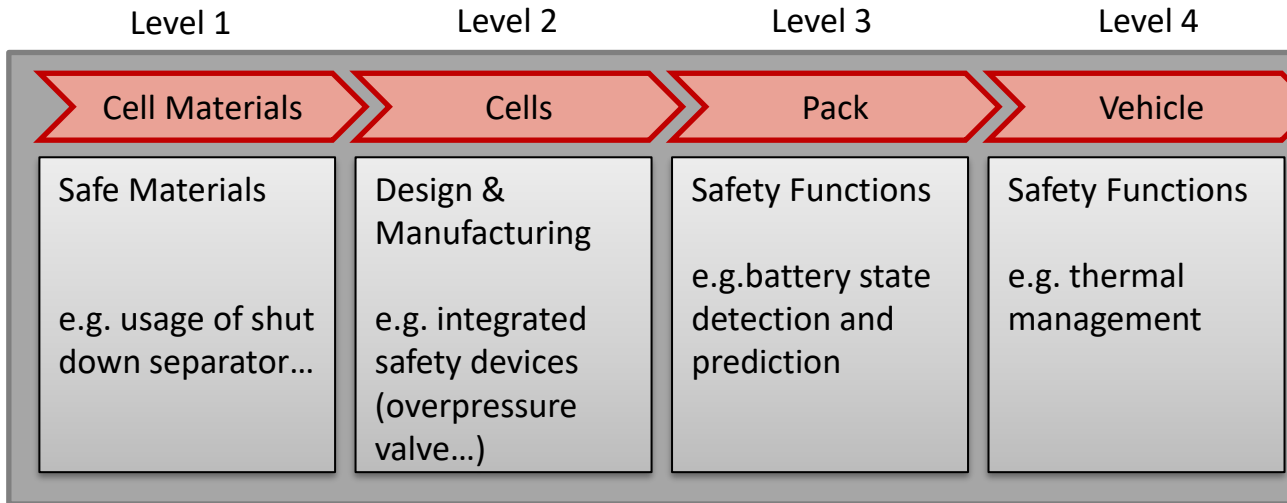 Level 1
Level 2
Level 3
Level 4
Cell Materials
Cells
Pack
Vehicle
Safe Materials
e.g. usage of shut
down separator…
Design &
Manufacturing
e.g. integrated
safety devices
(overpressure
valve…)
Safety Functions
e.g.battery state
detection and
prediction
Safety Functions
e.g. thermal
management